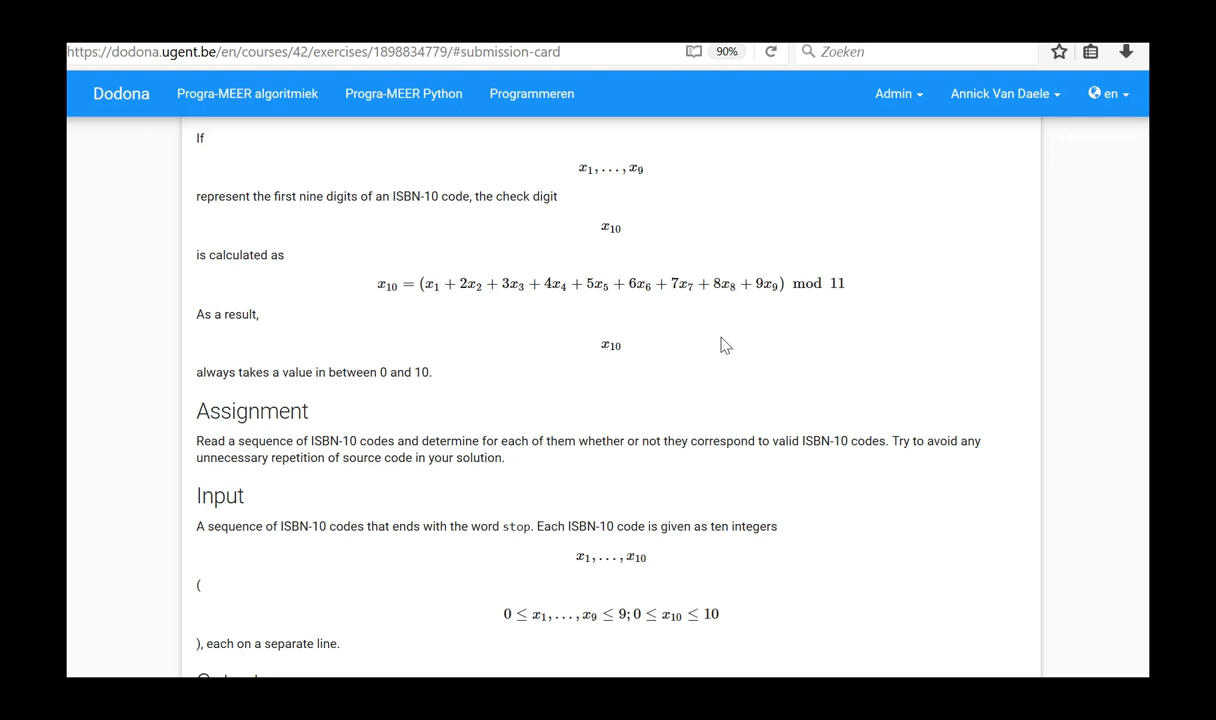 https://dodona.ugent.be/en/courses/42/exercises/1898834779/#submission-card 90% Zoeken
Dodona Progra-MEER algoritmiek Progra-MEER Python Programmeren Admin Annick Van Daele en
If
x₁, . . . , x₉
represent the first nine digits of an ISBN-10 code, the check digit
x₁₀
is calculated as
x₁₀ = (x₁ + 2x₂ + 3x₃ + 4x₄ + 5x₅ + 6x₆ + 7x₇ + 8x₈ + 9x₉) mod 11
As a result,
x₁₀
always takes a value in between 0 and 10.
Assignment
Read a sequence of ISBN-10 codes and determine for each of them whether or not they correspond to valid ISBN-10 codes. Try to avoid any
unnecessary repetition of source code in your solution.
Input
A sequence of ISBN-10 codes that ends with the word stop. Each ISBN-10 code is given as ten integers
x₁, . . . , x₁₀
(
0 ≤ x₁, . . . , x₉ ≤ 9; 0 ≤ x₁₀ ≤ 10
), each on a separate line.